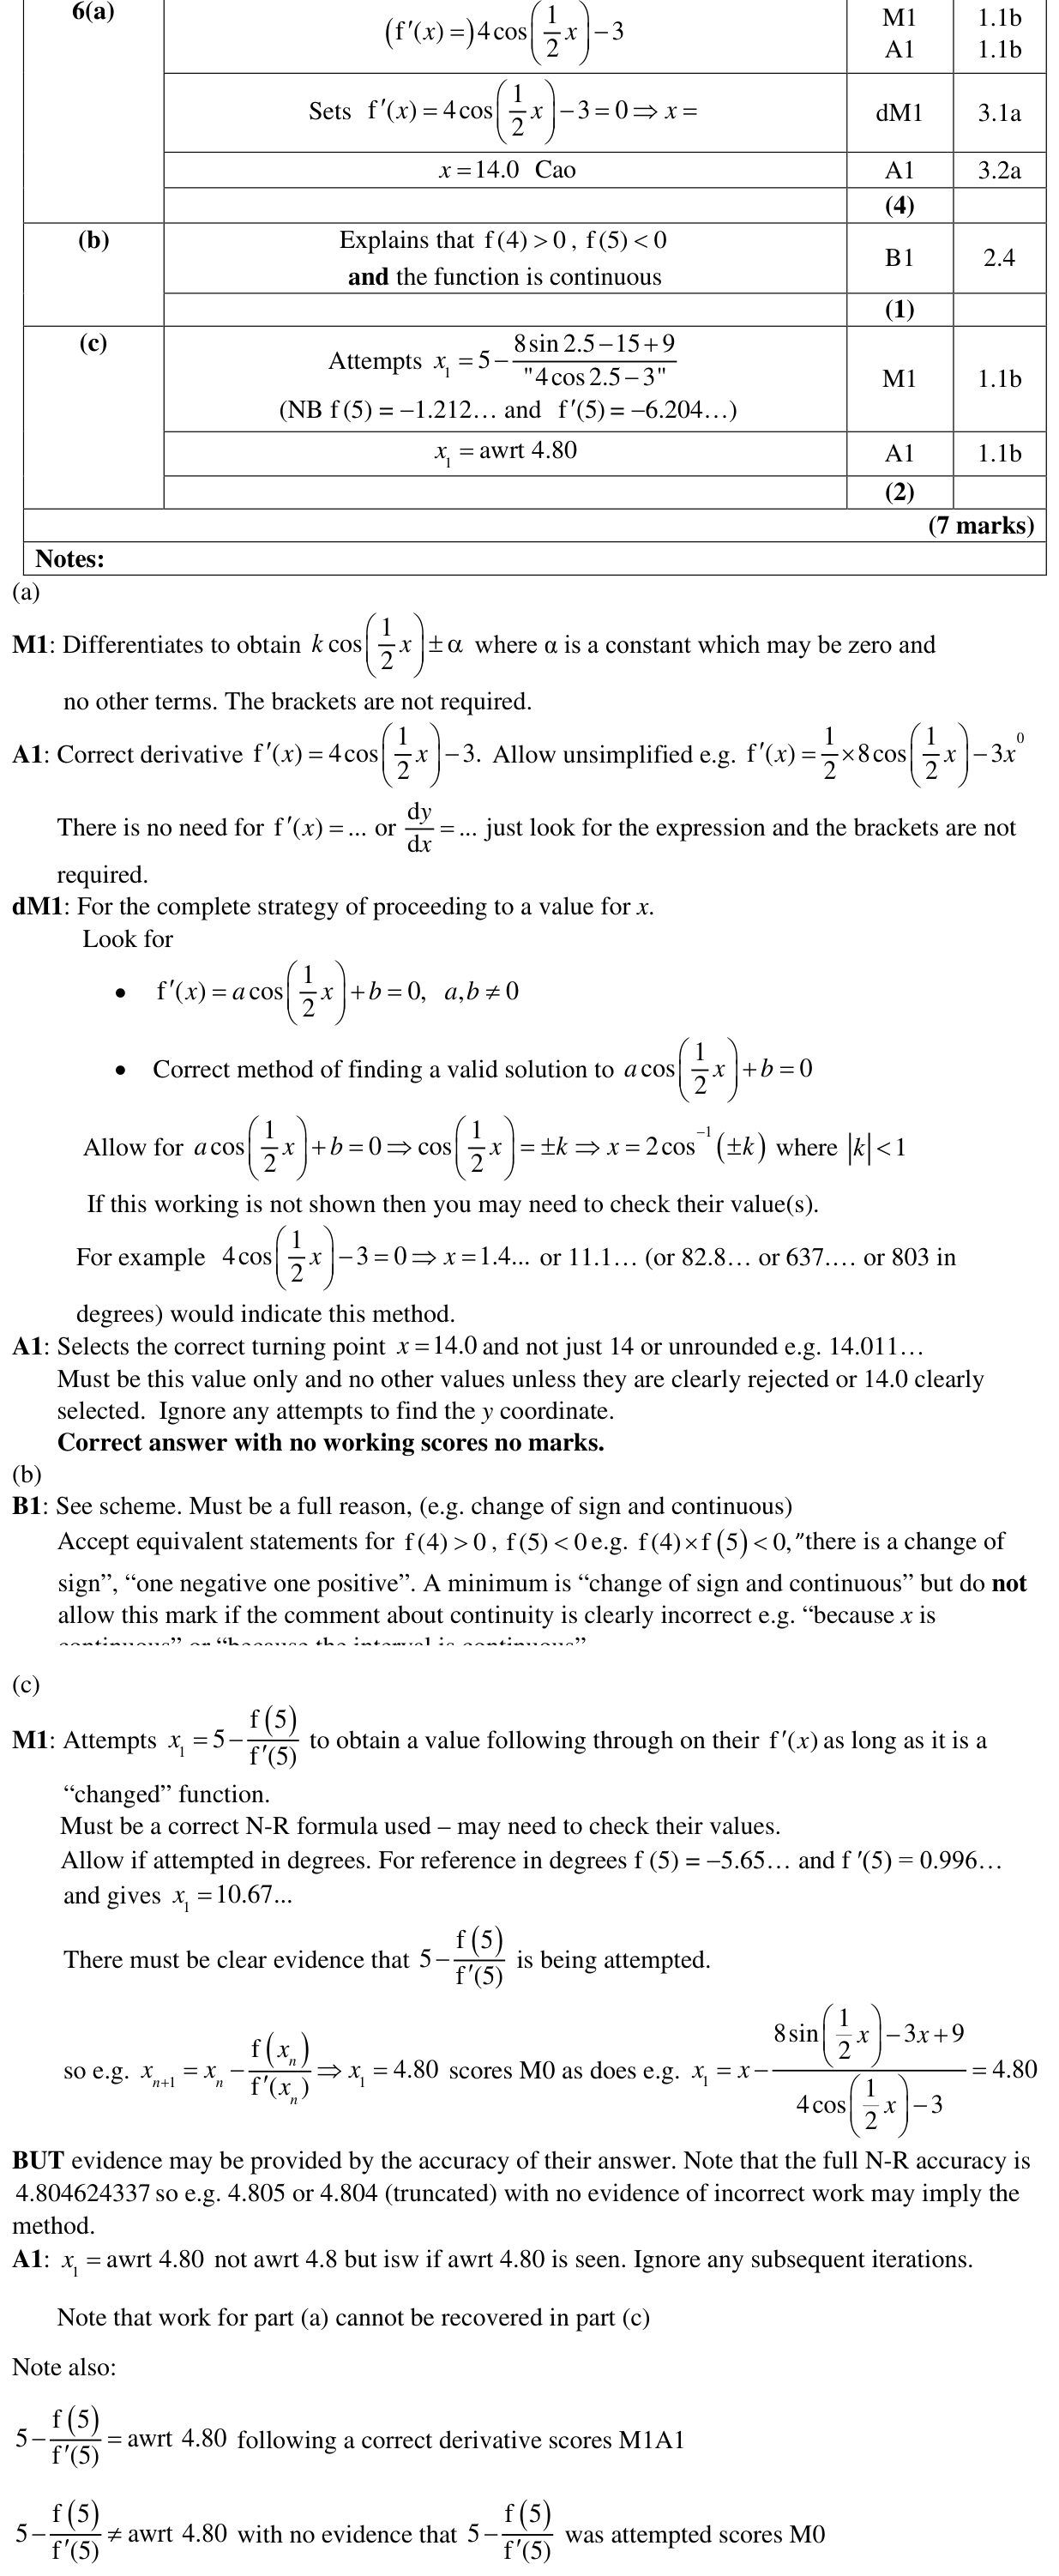 6(a) (f′(x)=)4cos(1/2 x)−3 M1 1.1b
A1 1.1b
Sets f′(x)=4cos(1/2 x)−3=0⇒x= dM1 3.1a
x=14.0 Cao A1 3.2a
(4)
(b) Explains that f(4)>0, f(5)<0
and the function is continuous B1 2.4
(1)
(c) Attempts x₁=5−(8sin2.5−15+9)/("4cos2.5−3")
(NB f(5) = −1.212… and f′(5) = −6.204…) M1 1.1b
x₁ = awrt 4.80 A1 1.1b
(2)
(7 marks)
Notes:
(a)
M1: Differentiates to obtain k cos(1/2 x)±α where α is a constant which may be zero and
no other terms. The brackets are not required.
A1: Correct derivative f′(x)=4cos(1/2 x)−3. Allow unsimplified e.g. f′(x)=1/2×8cos(1/2 x)−3x⁰
There is no need for f′(x)=... or dy/dx=... just look for the expression and the brackets are not
required.
dM1: For the complete strategy of proceeding to a value for x.
Look for
• f′(x)=a cos(1/2 x)+b=0, a,b≠0
• Correct method of finding a valid solution to a cos(1/2 x)+b=0
Allow for a cos(1/2 x)+b=0⇒cos(1/2 x)=±k⇒x=2cos⁻¹(±k) where |k|<1
If this working is not shown then you may need to check their value(s).
For example 4cos(1/2 x)−3=0⇒x=1.4... or 11.1… (or 82.8… or 637.… or 803 in
degrees) would indicate this method.
A1: Selects the correct turning point x=14.0 and not just 14 or unrounded e.g. 14.011…
Must be this value only and no other values unless they are clearly rejected or 14.0 clearly
selected. Ignore any attempts to find the y coordinate.
Correct answer with no working scores no marks.
(b)
B1: See scheme. Must be a full reason, (e.g. change of sign and continuous)
Accept equivalent statements for f(4)>0, f(5)<0 e.g. f(4)×f(5)<0, "there is a change of
sign", "one negative one positive". A minimum is "change of sign and continuous" but do not
allow this mark if the comment about continuity is clearly incorrect e.g. "because x is
continuous" or "because the interval is continuous"
(c)
M1: Attempts x₁=5−f(5)/f′(5) to obtain a value following through on their f′(x) as long as it is a
"changed" function.
Must be a correct N-R formula used – may need to check their values.
Allow if attempted in degrees. For reference in degrees f (5) = −5.65… and f ′(5) = 0.996…
and gives x₁=10.67...
There must be clear evidence that 5−f(5)/f′(5) is being attempted.
so e.g. xₙ₊₁=xₙ−f(xₙ)/f′(xₙ)⇒x₁=4.80 scores M0 as does e.g. x₁=x−(8sin(1/2 x)−3x+9)/(4cos(1/2 x)−3)=4.80
BUT evidence may be provided by the accuracy of their answer. Note that the full N-R accuracy is
4.804624337 so e.g. 4.805 or 4.804 (truncated) with no evidence of incorrect work may imply the
method.
A1: x₁ = awrt 4.80 not awrt 4.8 but isw if awrt 4.80 is seen. Ignore any subsequent iterations.
Note that work for part (a) cannot be recovered in part (c)
Note also:
5−f(5)/f′(5)=awrt 4.80 following a correct derivative scores M1A1
5−f(5)/f′(5)≠awrt 4.80 with no evidence that 5−f(5)/f′(5) was attempted scores M0